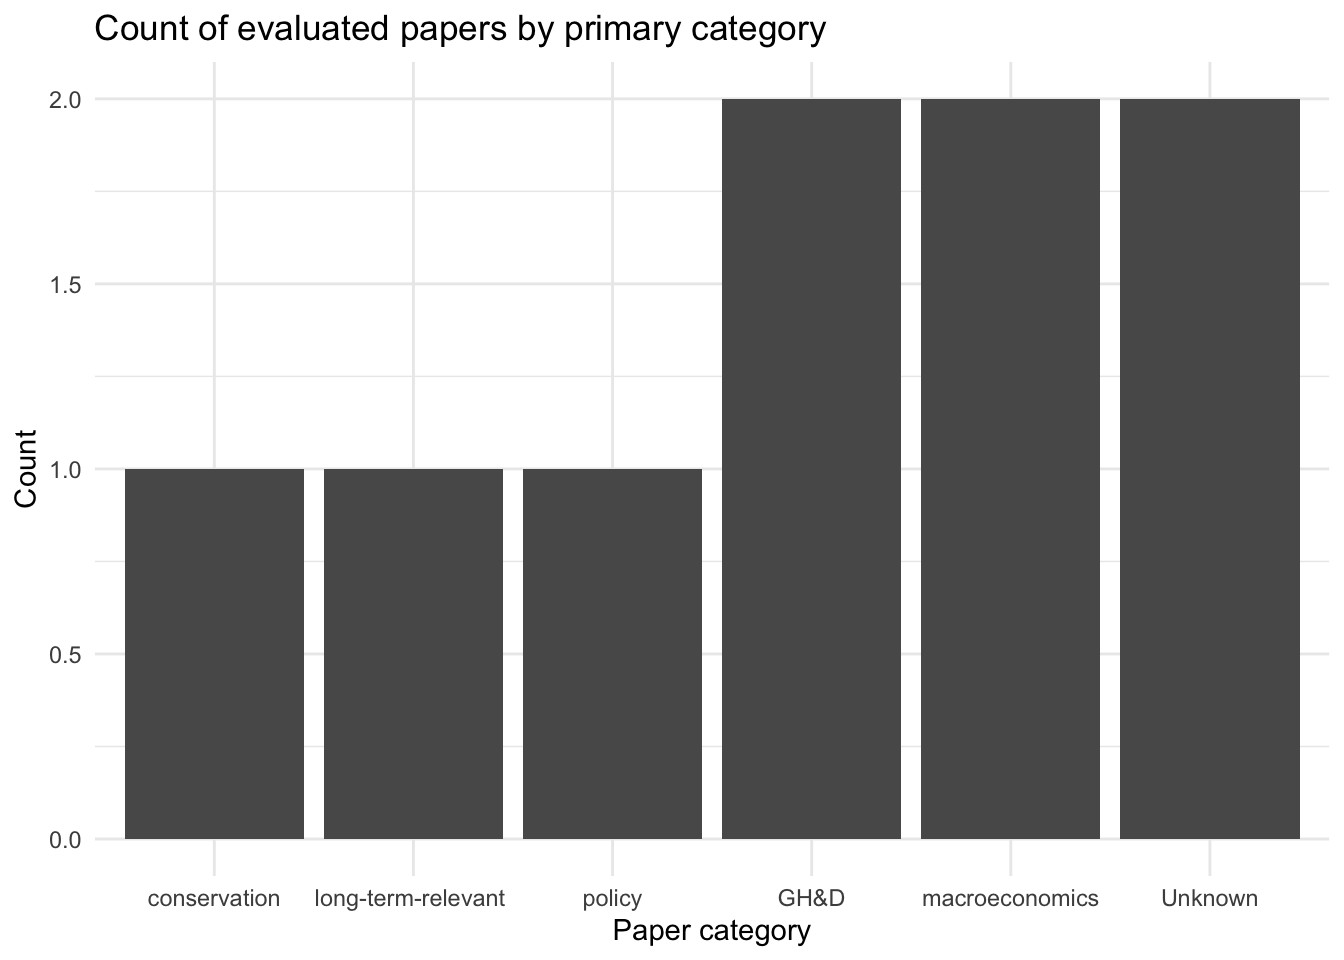 Count of evaluated papers by primary category
2.0
1.5
1.0
0.5
0.0
Count
conservation long-term-relevant policy GH&D macroeconomics Unknown
Paper category